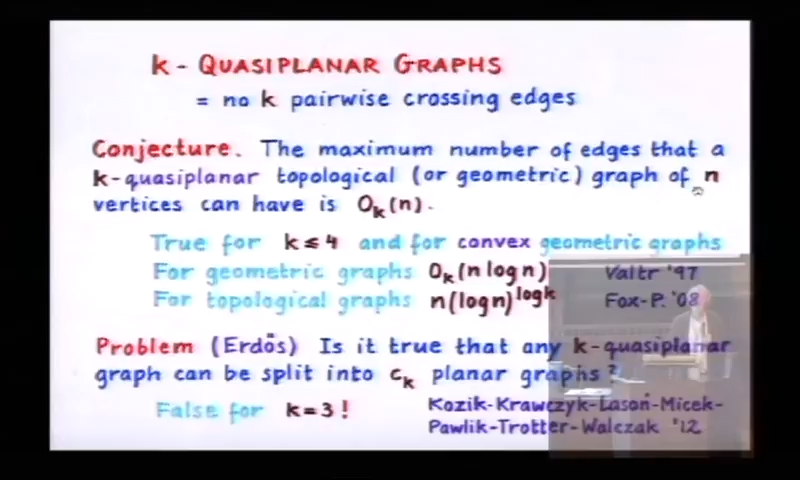 k - QUASIPLANAR GRAPHS
= no k pairwise crossing edges
Conjecture. The maximum number of edges that a
k-quasiplanar topological (or geometric) graph of n
vertices can have is Oₖ(n).
True for k ≤ 4 and for convex geometric graphs
For geometric graphs Oₖ(n log n) Valtr '97
For topological graphs n(log n)^logk Fox-P. '08
Problem (Erdős) Is it true that any k-quasiplanar
graph can be split into cₖ planar graphs?
False for k=3! Kozik-Krawczyk-Lasoń-Micek-
Pawlik-Trotter-Walczak '12